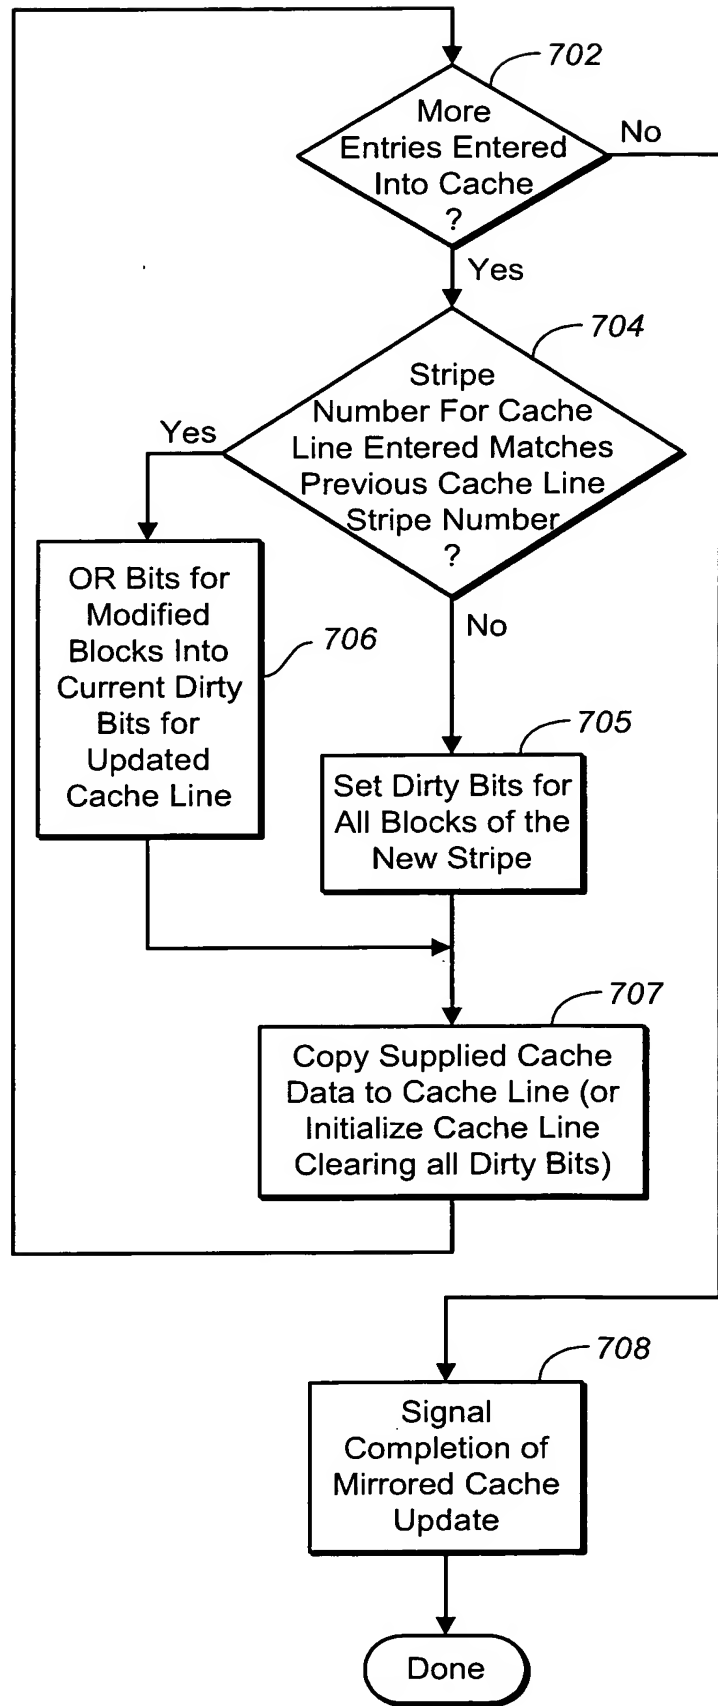 702
More
Entries Entered
Into Cache
?
No
Yes
704
Stripe
Number For Cache
Line Entered Matches
Previous Cache Line
Stripe Number
?
Yes
No
OR Bits for
Modified
Blocks Into
Current Dirty
Bits for
Updated
Cache Line
706
705
Set Dirty Bits for
All Blocks of the
New Stripe
707
Copy Supplied Cache
Data to Cache Line (or
Initialize Cache Line
Clearing all Dirty Bits)
708
Signal
Completion of
Mirrored Cache
Update
Done